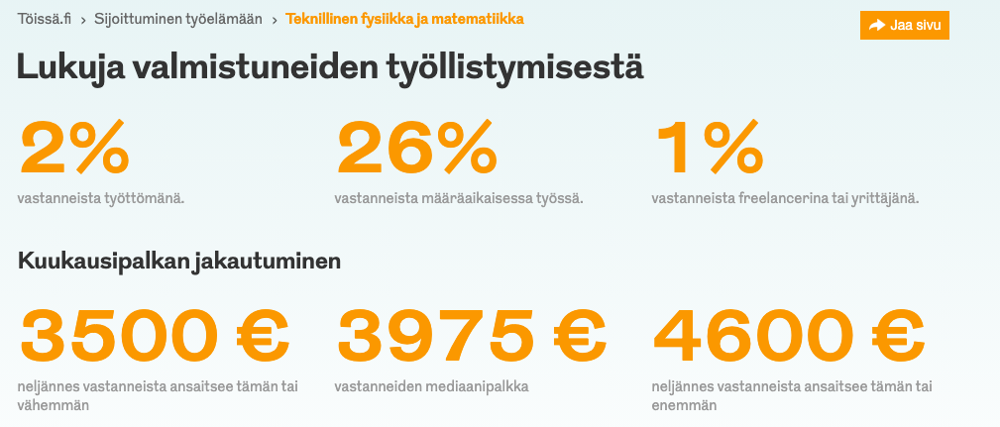 Töissä.fi › Sijoittuminen työelämään › Teknillinen fysiikka ja matematiikka
Jaa sivu
Lukuja valmistuneiden työllistymisestä
2% 26% 1%
vastanneista työttömänä. vastanneista määräaikaisessa työssä. vastanneista freelancerina tai yrittäjänä.
Kuukausipalkan jakautuminen
3500 € 3975 € 4600 €
neljännes vastanneista ansaitsee tämän tai vastanneiden mediaanipalkka neljännes vastanneista ansaitsee tämän tai
vähemmän enemmän